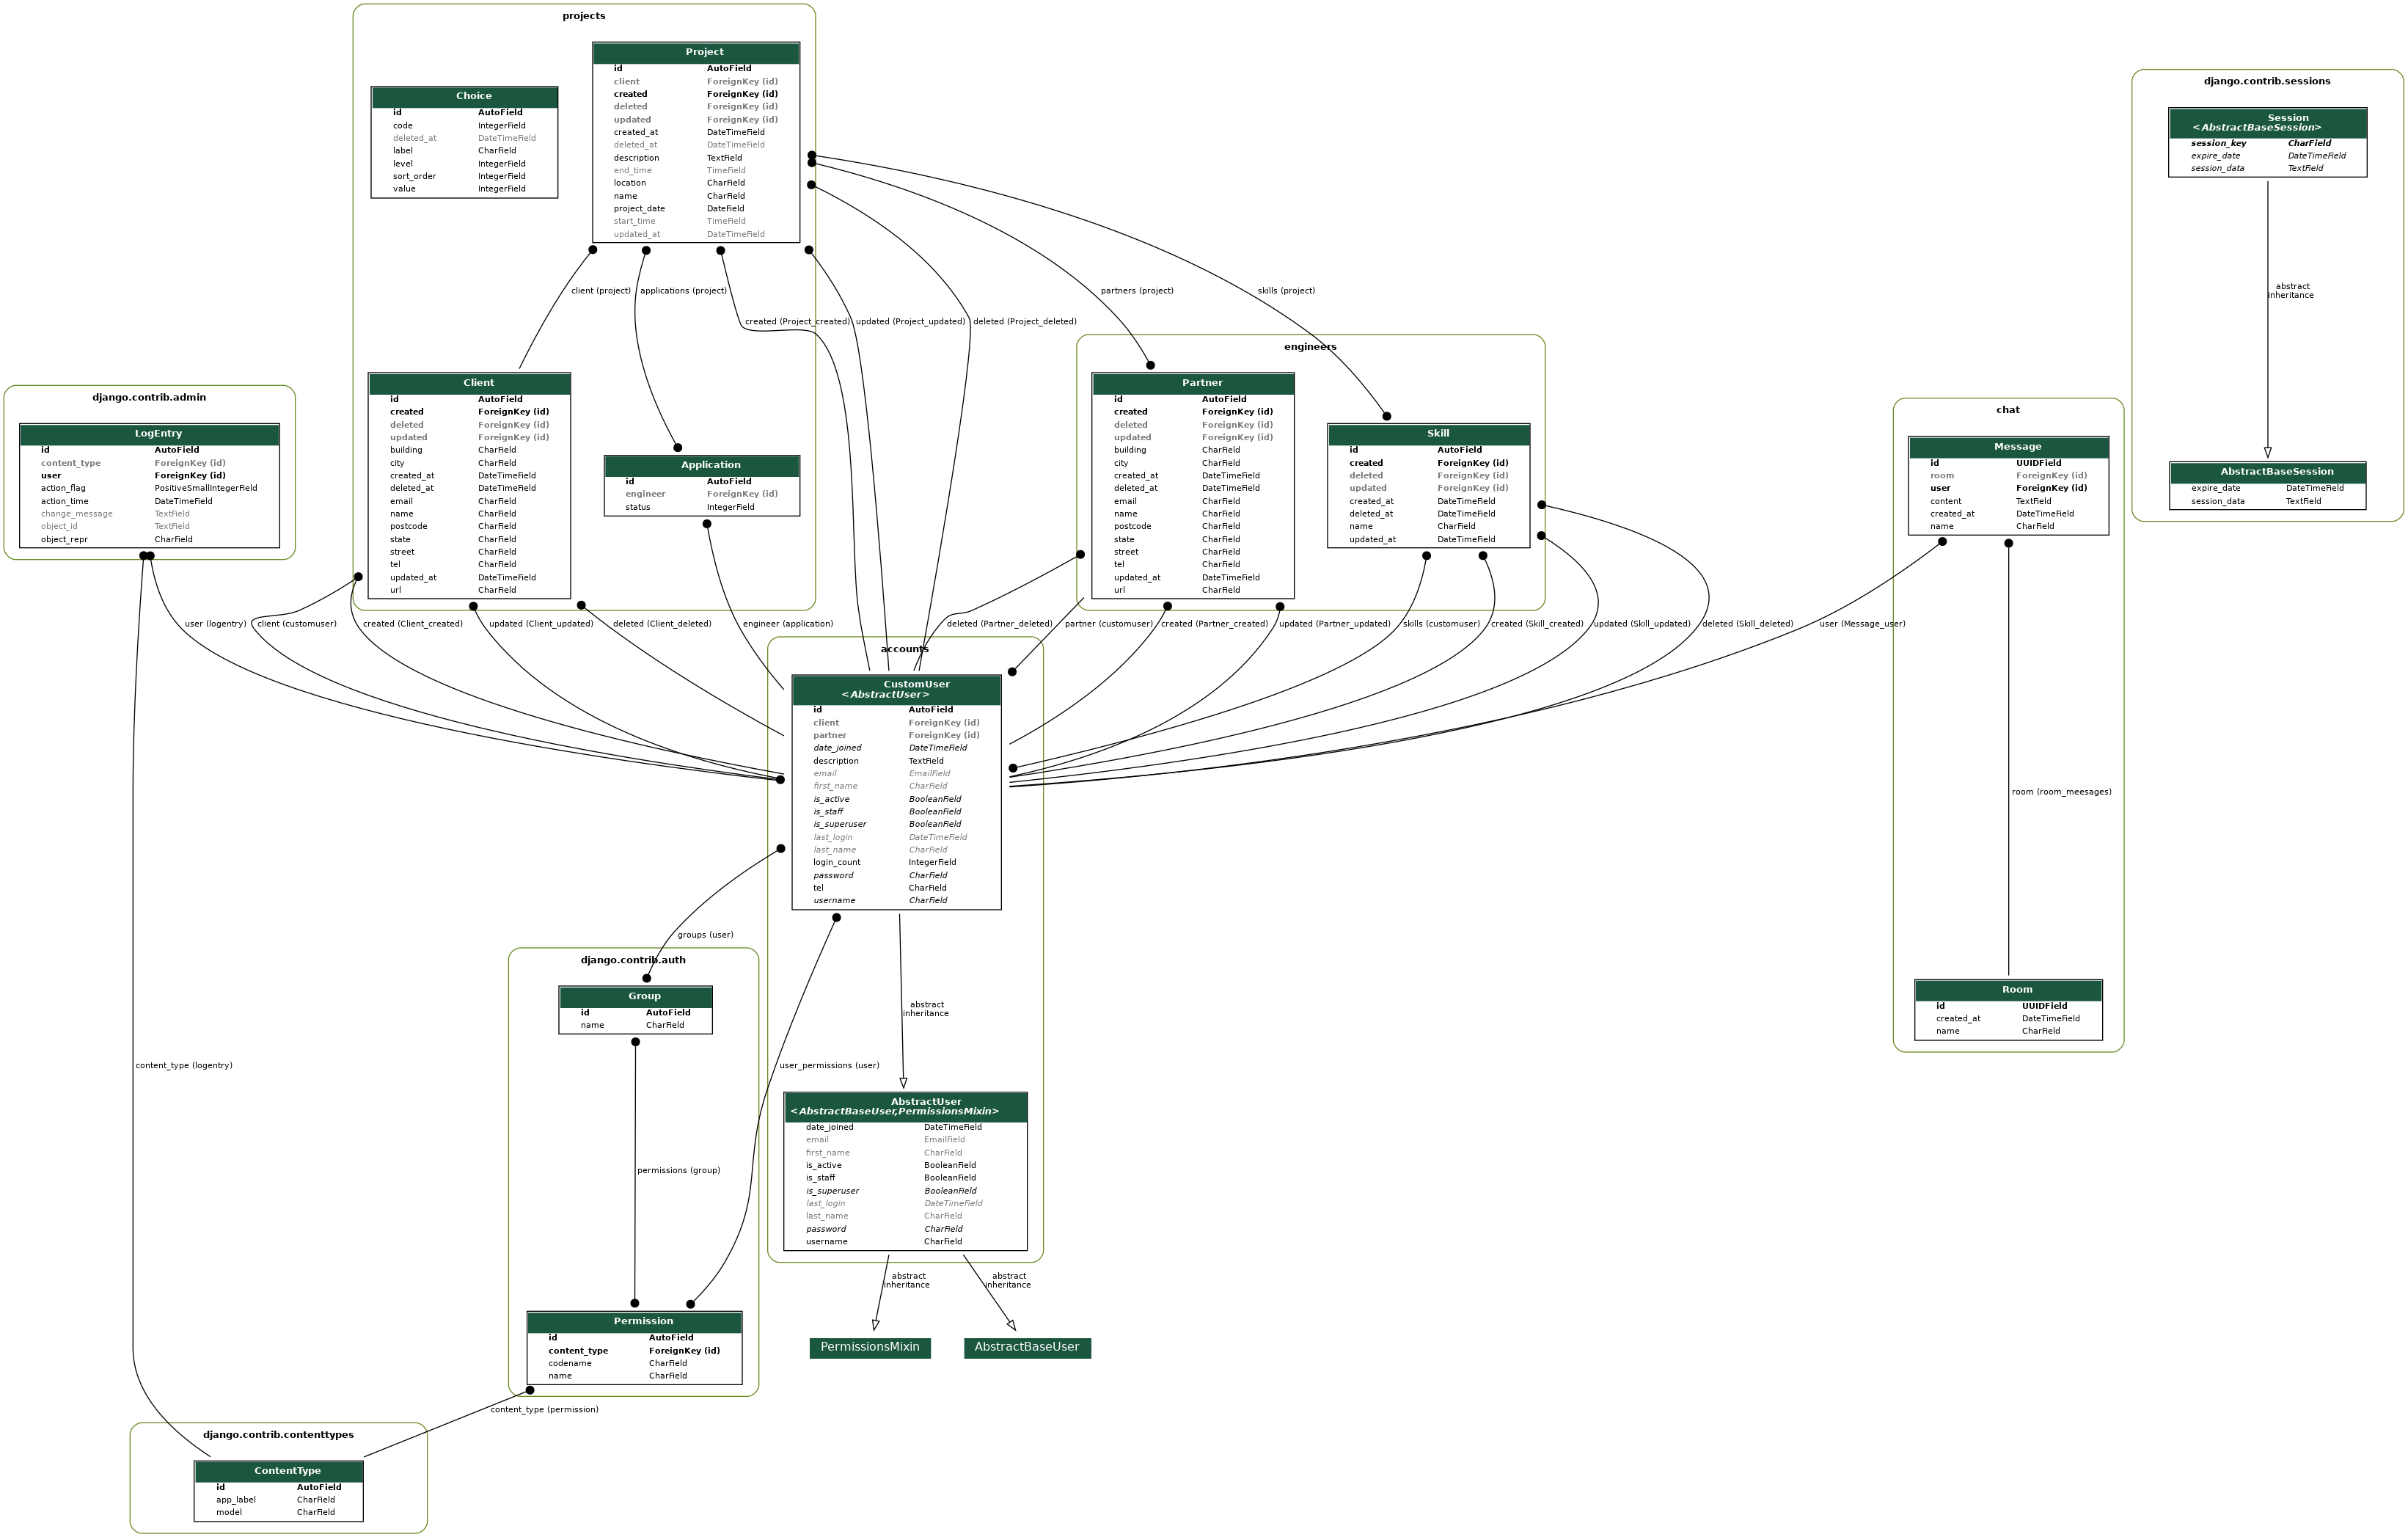 projects
Project
id AutoField
client ForeignKey (id)
created ForeignKey (id)
deleted ForeignKey (id)
updated ForeignKey (id)
created_at DateTimeField
deleted_at DateTimeField
description TextField
end_time TimeField
location CharField
name CharField
project_date DateField
start_time TimeField
updated_at DateTimeField
Choice
id AutoField
code IntegerField
deleted_at DateTimeField
label CharField
level IntegerField
sort_order IntegerField
value IntegerField
django.contrib.sessions
Session
<AbstractBaseSession>
session_key CharField
expire_date DateTimeField
session_data TextField
abstract
inheritance
AbstractBaseSession
expire_date DateTimeField
session_data TextField
client (project)
applications (project)
partners (project)
skills (project)
created (Project_created)
updated (Project_updated)
deleted (Project_deleted)
django.contrib.admin
LogEntry
id AutoField
content_type ForeignKey (id)
user ForeignKey (id)
action_flag PositiveSmallIntegerField
action_time DateTimeField
change_message TextField
object_id TextField
object_repr CharField
Client
id AutoField
created ForeignKey (id)
deleted ForeignKey (id)
updated ForeignKey (id)
building CharField
city CharField
created_at DateTimeField
deleted_at DateTimeField
email CharField
name CharField
postcode CharField
state CharField
street CharField
tel CharField
updated_at DateTimeField
url CharField
Application
id AutoField
engineer ForeignKey (id)
status IntegerField
engineers
Partner
id AutoField
created ForeignKey (id)
deleted ForeignKey (id)
updated ForeignKey (id)
building CharField
city CharField
created_at DateTimeField
deleted_at DateTimeField
email CharField
name CharField
postcode CharField
state CharField
street CharField
tel CharField
updated_at DateTimeField
url CharField
Skill
id AutoField
created ForeignKey (id)
deleted ForeignKey (id)
updated ForeignKey (id)
created_at DateTimeField
deleted_at DateTimeField
name CharField
updated_at DateTimeField
chat
Message
id UUIDField
room ForeignKey (id)
user ForeignKey (id)
content TextField
created_at DateTimeField
name CharField
user (logentry)
client (customuser)
created (Client_created)
updated (Client_updated)
deleted (Client_deleted)
engineer (application)
deleted (Partner_deleted)
partner (customuser)
created (Partner_created)
updated (Partner_updated)
skills (customuser)
created (Skill_created)
updated (Skill_updated)
deleted (Skill_deleted)
user (Message_user)
accounts
CustomUser
<AbstractUser>
id AutoField
client ForeignKey (id)
partner ForeignKey (id)
date_joined DateTimeField
description TextField
email EmailField
first_name CharField
is_active BooleanField
is_staff BooleanField
is_superuser BooleanField
last_login DateTimeField
last_name CharField
login_count IntegerField
password CharField
tel CharField
username CharField
room (room_meesages)
Room
id UUIDField
created_at DateTimeField
name CharField
groups (user)
django.contrib.auth
Group
id AutoField
name CharField
abstract
inheritance
content_type (logentry)
user_permissions (user)
permissions (group)
AbstractUser
<AbstractBaseUser,PermissionsMixin>
date_joined DateTimeField
email EmailField
first_name CharField
is_active BooleanField
is_staff BooleanField
is_superuser BooleanField
last_login DateTimeField
last_name CharField
password CharField
username CharField
abstract
inheritance
abstract
inheritance
PermissionsMixin
AbstractBaseUser
Permission
id AutoField
content_type ForeignKey (id)
codename CharField
name CharField
content_type (permission)
django.contrib.contenttypes
ContentType
id AutoField
app_label CharField
model CharField